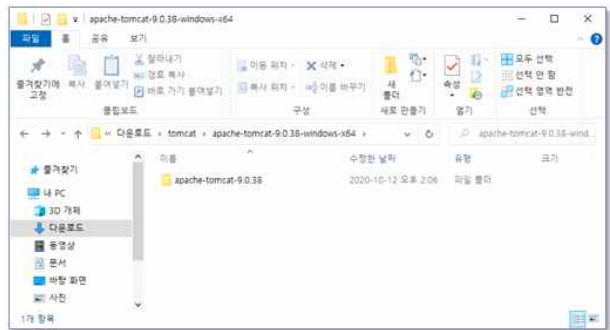 apache-tomcat-9.0.38-windows-x64
파일 홈 공유 보기
즐겨찾기에 고정
복사
붙여넣기
잘라내기
경로 복사
바로 가기 붙여넣기
클립보드
이동 위치
복사 위치
삭제
이름 바꾸기
구성
새 폴더
새로 만들기
속성
열기
모두 선택
선택 안 함
선택 영역 반전
선택
« 다운로드 › tomcat › apache-tomcat-9.0.38-windows-x64 ›
apache-tomcat-9.0.38-wind...
이름 수정한 날짜 유형 크기
apache-tomcat-9.0.38 2020-10-12 오후 2:06 파일 폴더
즐겨찾기
내 PC
3D 개체
다운로드
동영상
문서
바탕 화면
사진
1개 항목